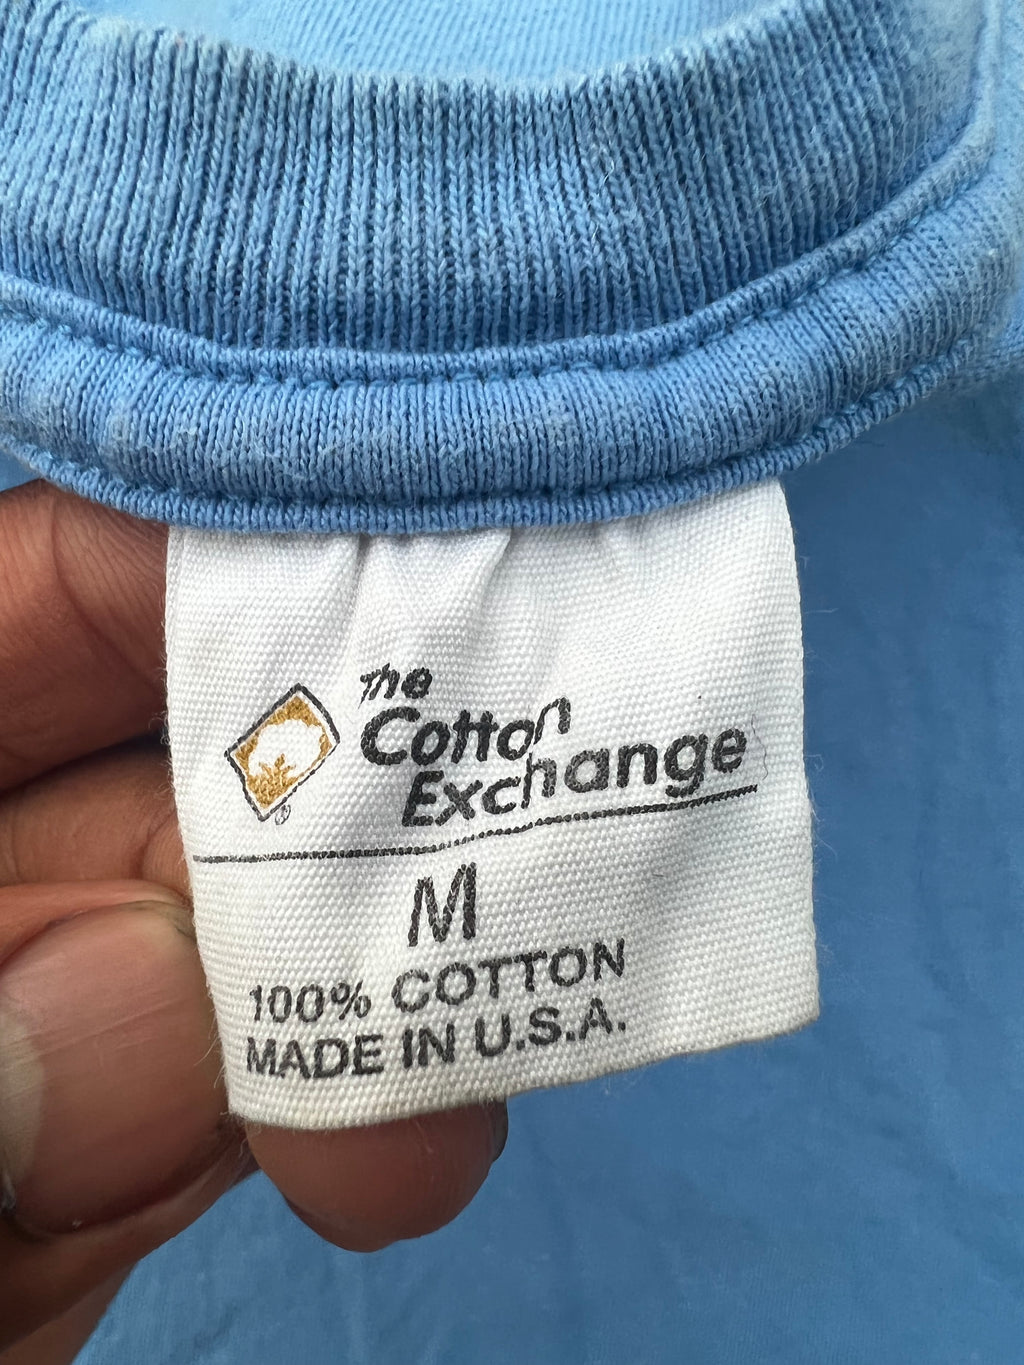 the
Cotton
Exchange
®
M
100% COTTON
MADE IN U.S.A.